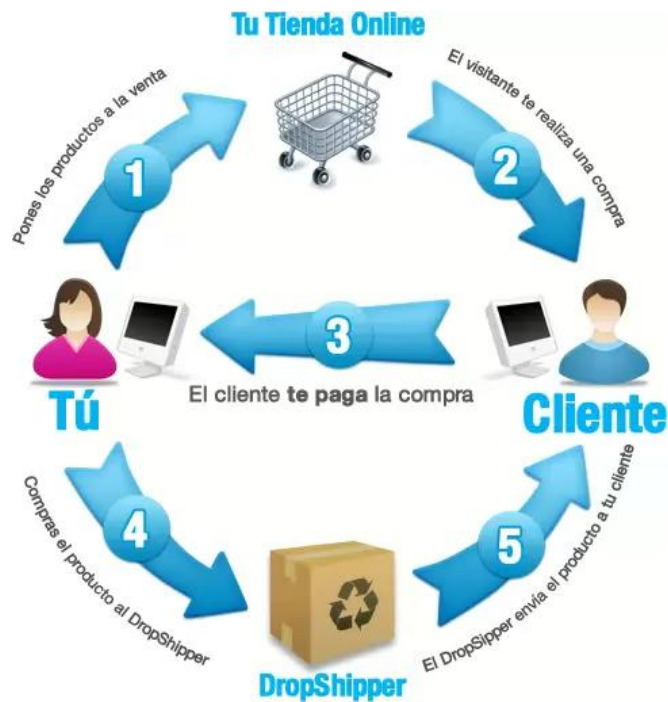 Tu Tienda Online
Pones los productos a la venta
1
El visitante te realiza una compra
2
3
El cliente te paga la compra
Tú
Cliente
Compras el producto al DropShipper
4
5
El DropSipper envía el producto a tu cliente
DropShipper